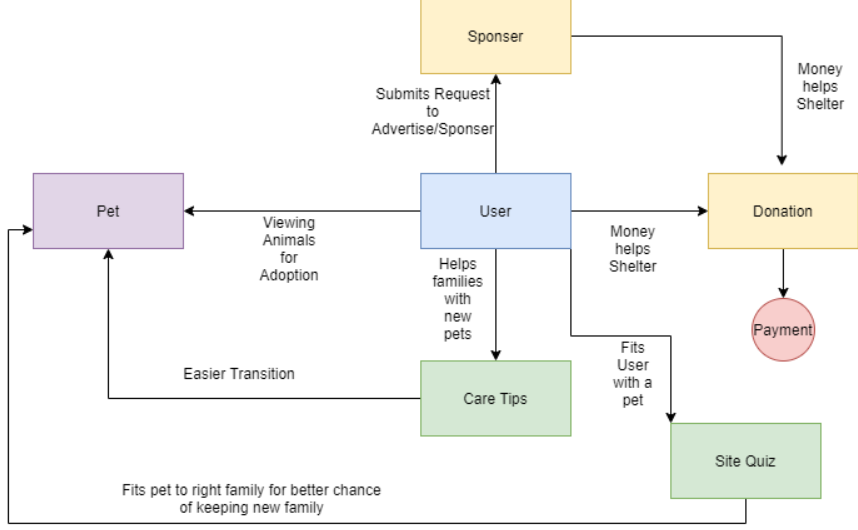 Sponser
Money
helps
Shelter
Submits Request
to
Advertise/Sponser
Pet
User
Donation
Viewing
Animals
for
Adoption
Money
helps
Shelter
Helps
families
with
new
pets
Payment
Fits
User
with a
pet
Easier Transition
Care Tips
Site Quiz
Fits pet to right family for better chance
of keeping new family